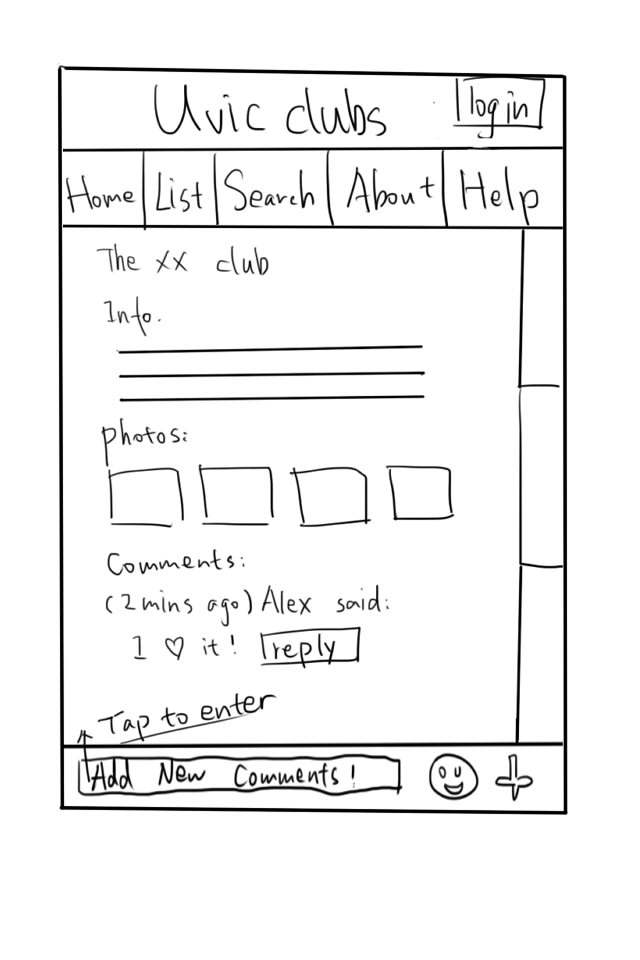 Uvic clubs
log in
Home List Search About Help
The xx club
Info.
photos:
Comments:
(2 mins ago) Alex said:
I ♡ it! reply
Tap to enter
Add New Comments!